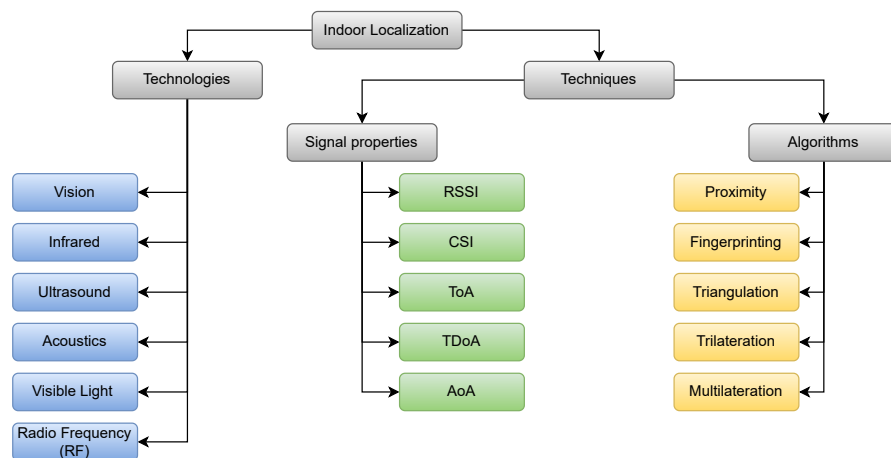 Indoor Localization
Technologies
Techniques
Signal properties
Algorithms
Vision
Infrared
Ultrasound
Acoustics
Visible Light
Radio Frequency
(RF)
RSSI
CSI
ToA
TDoA
AoA
Proximity
Fingerprinting
Triangulation
Trilateration
Multilateration